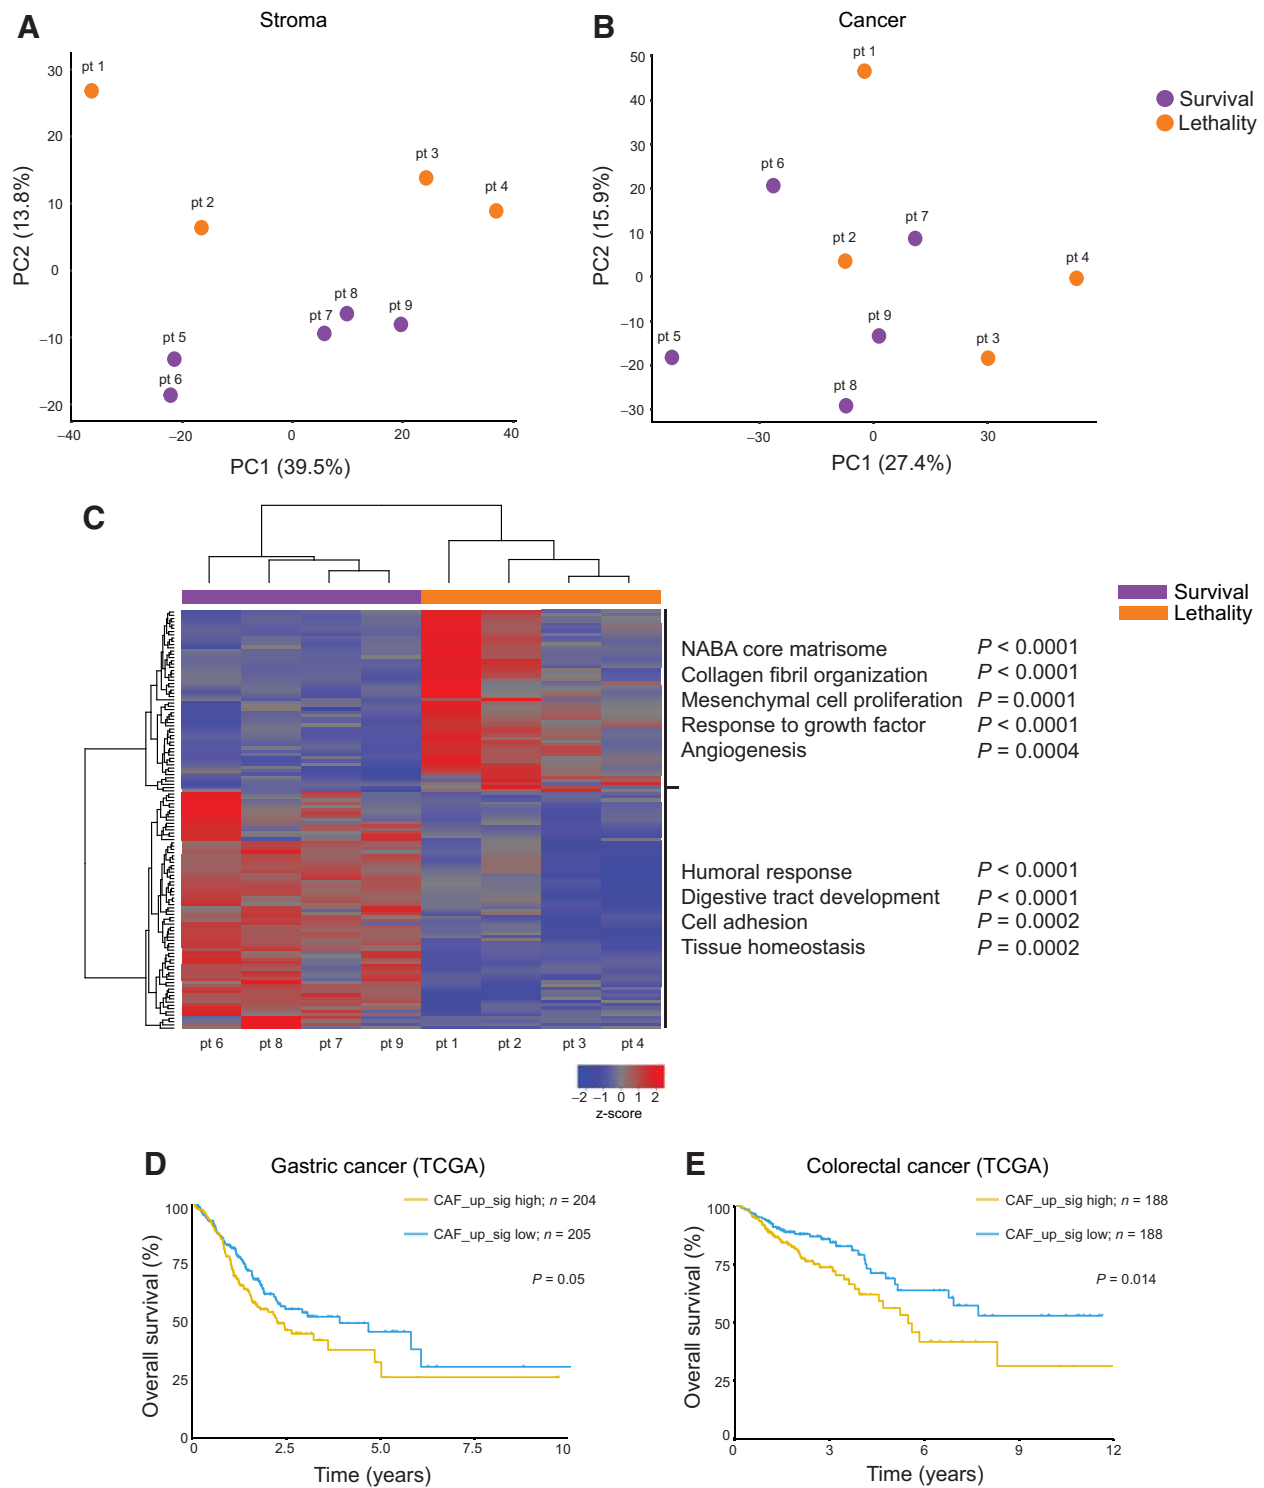 A
Stroma
pt 1
pt 2
pt 3
pt 4
pt 5
pt 6
pt 7
pt 8
pt 9
30
20
10
0
–10
–20
–40
–20
0
20
40
PC2 (13.8%)
PC1 (39.5%)
B
Cancer
pt 1
pt 6
pt 7
pt 2
pt 4
pt 9
pt 5
pt 3
pt 8
50
40
30
20
10
0
–10
–20
–30
–30
0
30
PC2 (15.9%)
PC1 (27.4%)
Survival
Lethality
C
Survival
Lethality
NABA core matrisome P < 0.0001
Collagen fibril organization P < 0.0001
Mesenchymal cell proliferation P = 0.0001
Response to growth factor P < 0.0001
Angiogenesis P = 0.0004
Humoral response P < 0.0001
Digestive tract development P < 0.0001
Cell adhesion P = 0.0002
Tissue homeostasis P = 0.0002
pt 6 pt 8 pt 7 pt 9 pt 1 pt 2 pt 3 pt 4
–2 –1 0 1 2
z-score
D
Gastric cancer (TCGA)
CAF_up_sig high; n = 204
CAF_up_sig low; n = 205
P = 0.05
100
75
50
25
0
0 2.5 5.0 7.5 10
Overall survival (%)
Time (years)
E
Colorectal cancer (TCGA)
CAF_up_sig high; n = 188
CAF_up_sig low; n = 188
P = 0.014
100
75
50
25
0
0 3 6 9 12
Overall survival (%)
Time (years)